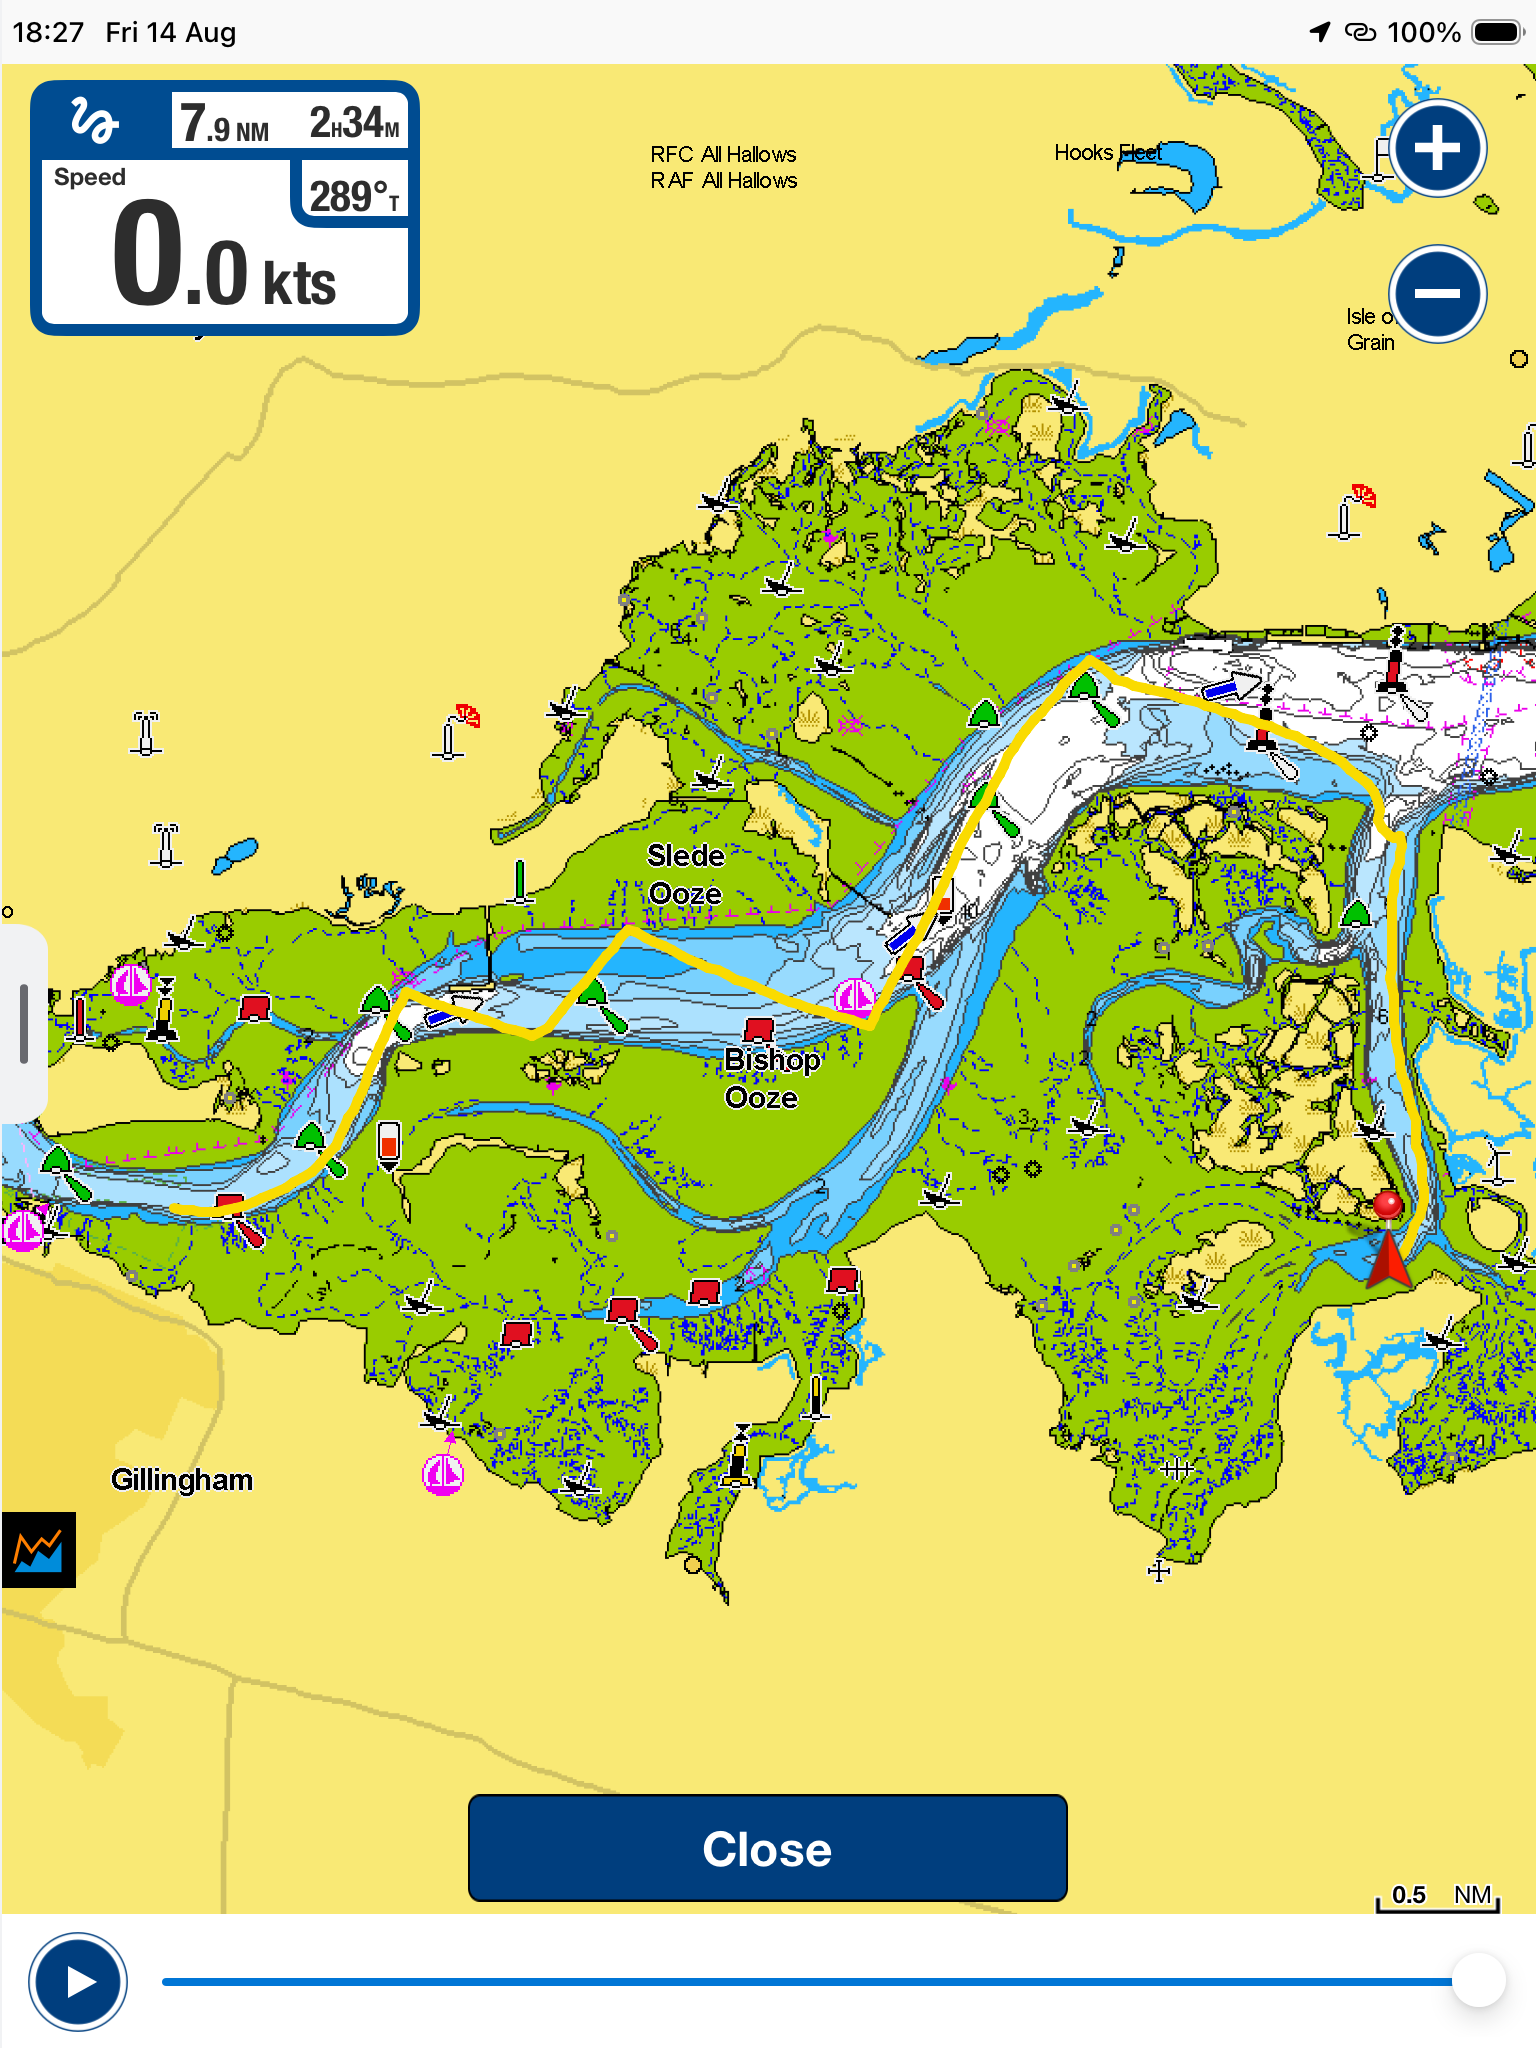 18:27 Fri 14 Aug 100%
7.9 NM 2H34M
Speed
289°T
0.0 kts
RFC All Hallows
RAF All Hallows
Hooks Fleet
Isle o
Grain
Slede
Ooze
Bishop
Ooze
Gillingham
Close
0.5 NM